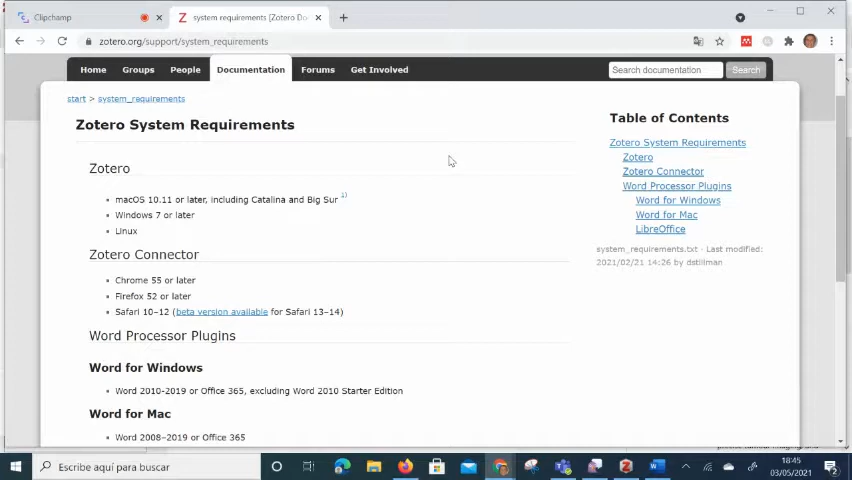 Clipchamp
system requirements [Zotero Do
zotero.org/support/system_requirements
Home Groups People Documentation Forums Get Involved
Search documentation Search
start > system_requirements
Zotero System Requirements
Zotero
macOS 10.11 or later, including Catalina and Big Sur 1)
Windows 7 or later
Linux
Zotero Connector
Chrome 55 or later
Firefox 52 or later
Safari 10–12 (beta version available for Safari 13–14)
Word Processor Plugins
Word for Windows
Word 2010-2019 or Office 365, excluding Word 2010 Starter Edition
Word for Mac
Word 2008–2019 or Office 365
Table of Contents
Zotero System Requirements
Zotero
Zotero Connector
Word Processor Plugins
Word for Windows
Word for Mac
LibreOffice
system_requirements.txt · Last modified:
2021/02/21 14:26 by dstillman
Escribe aquí para buscar
18:45
03/05/2021
2